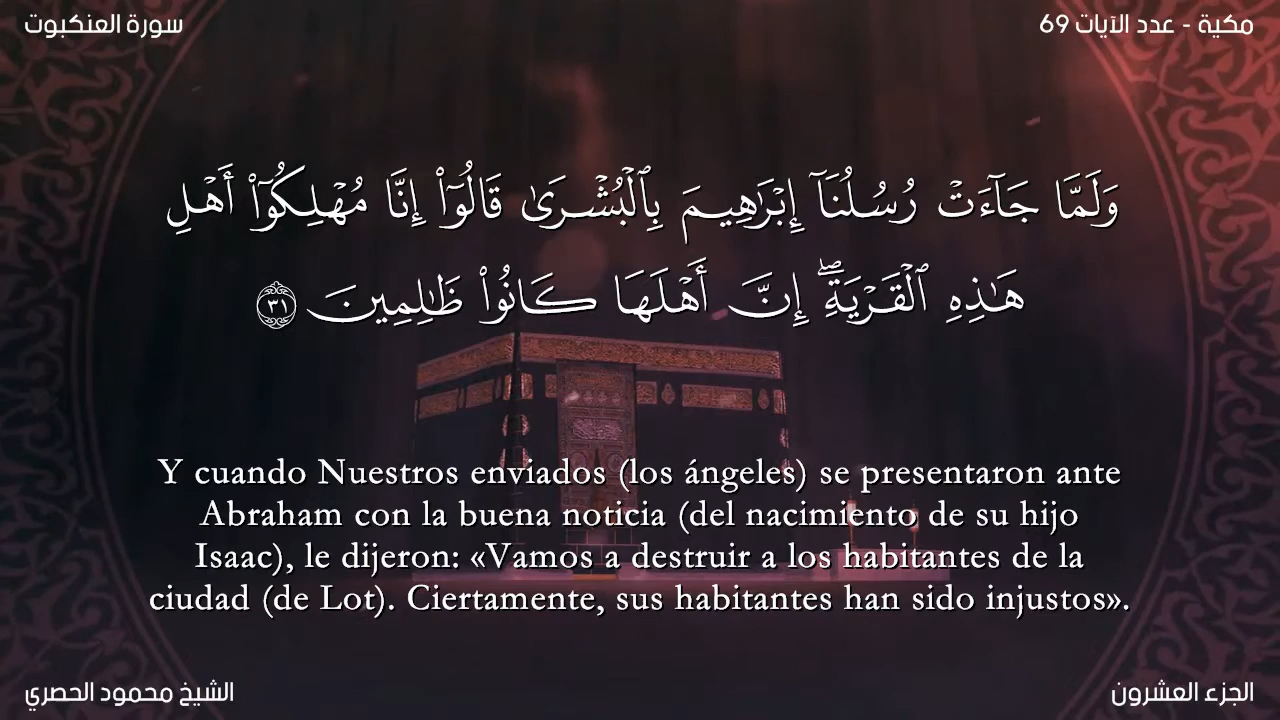 سورة العنكبوت
مكية - عدد الآيات 69
وَلَمَّا جَآءَتْ رُسُلُنَآ إِبْرَٰهِيمَ بِٱلْبُشْرَىٰ قَالُوٓا۟ إِنَّا مُهْلِكُوٓا۟ أَهْلِ
هَٰذِهِ ٱلْقَرْيَةِ ۖ إِنَّ أَهْلَهَا كَانُوا۟ ظَٰلِمِينَ ٣١
Y cuando Nuestros enviados (los ángeles) se presentaron ante
Abraham con la buena noticia (del nacimiento de su hijo
Isaac), le dijeron: «Vamos a destruir a los habitantes de la
ciudad (de Lot). Ciertamente, sus habitantes han sido injustos».
الشيخ محمود الحصري
الجزء العشرون